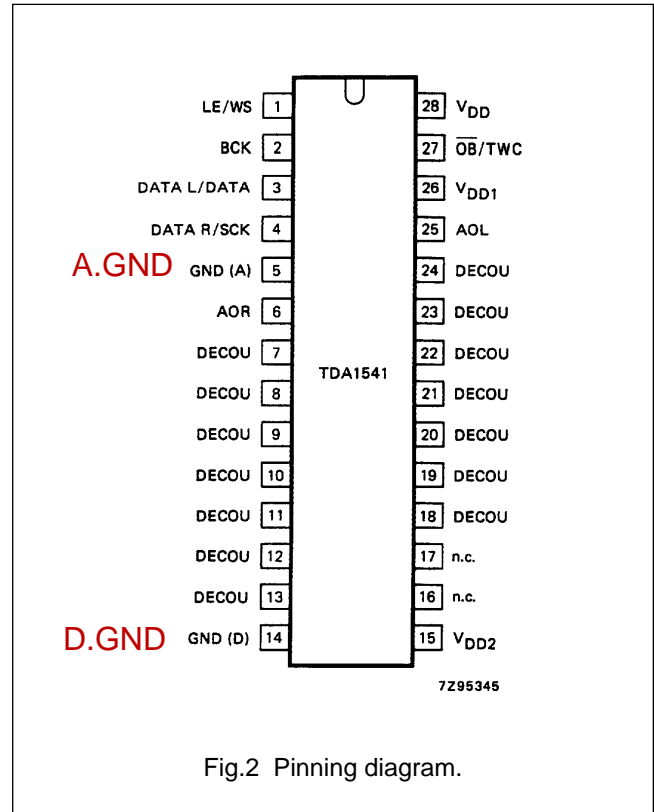 LE/WS 1
BCK 2
DATA L/DATA 3
DATA R/SCK 4
A.GND GND (A) 5
AOR 6
DECOU 7
DECOU 8
DECOU 9
DECOU 10
DECOU 11
DECOU 12
DECOU 13
D.GND GND (D) 14
TDA1541
28 VDD
27 O̅B̅/TWC
26 VDD1
25 AOL
24 DECOU
23 DECOU
22 DECOU
21 DECOU
20 DECOU
19 DECOU
18 DECOU
17 n.c.
16 n.c.
15 VDD2
7Z95345
Fig.2 Pinning diagram.